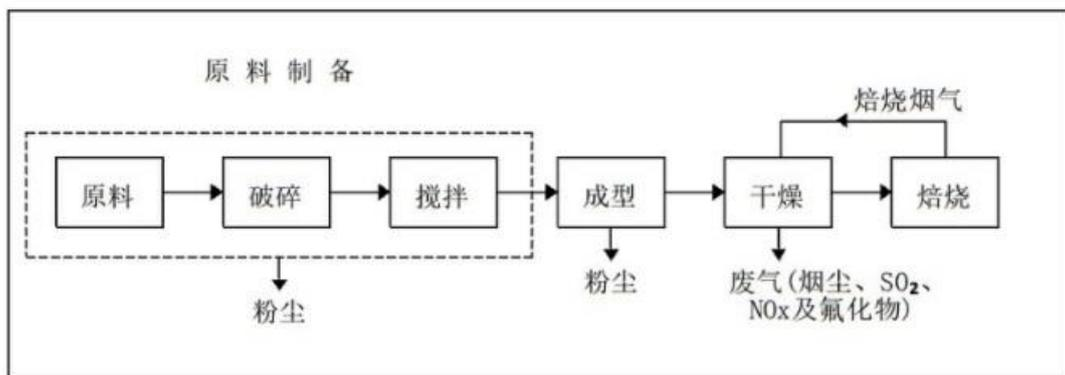 原料制备
焙烧烟气
原料
破碎
搅拌
成型
干燥
焙烧
粉尘
粉尘
废气(烟尘、SO₂、
NOx及氟化物)